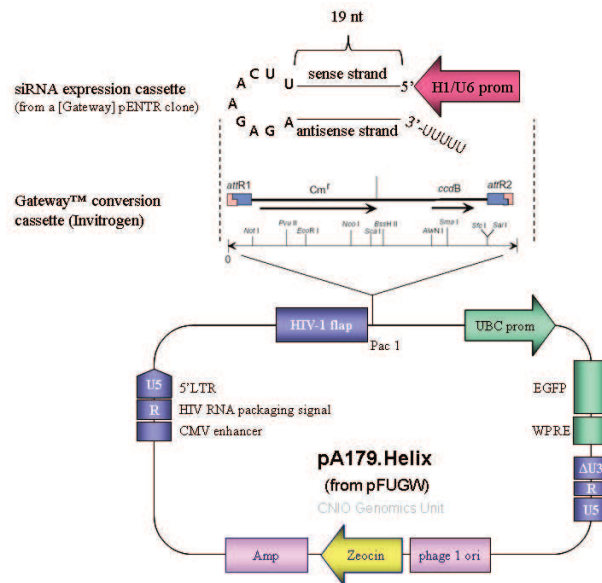 19 nt
siRNA expression cassette
(from a [Gateway] pENTR clone)
A C U U
sense strand
5'
H1/U6 prom
A
A G A G A
antisense strand
3'-UUUUU
Gateway™ conversion
cassette (Invitrogen)
attR1
Cmr
ccdB
attR2
Not I
Pvu II
EcoR I
Nco I
Sca I
BssH II
AlwN I
Sma I
Sal I
0
HIV-1 flap
Pac 1
UBC prom
U5
5'LTR
R
HIV RNA packaging signal
CMV enhancer
EGFP
WPRE
ΔU3
R
U5
pA179.Helix
(from pFUGW)
CNIO Genomics Unit
Amp
Zeocin
phage 1 ori